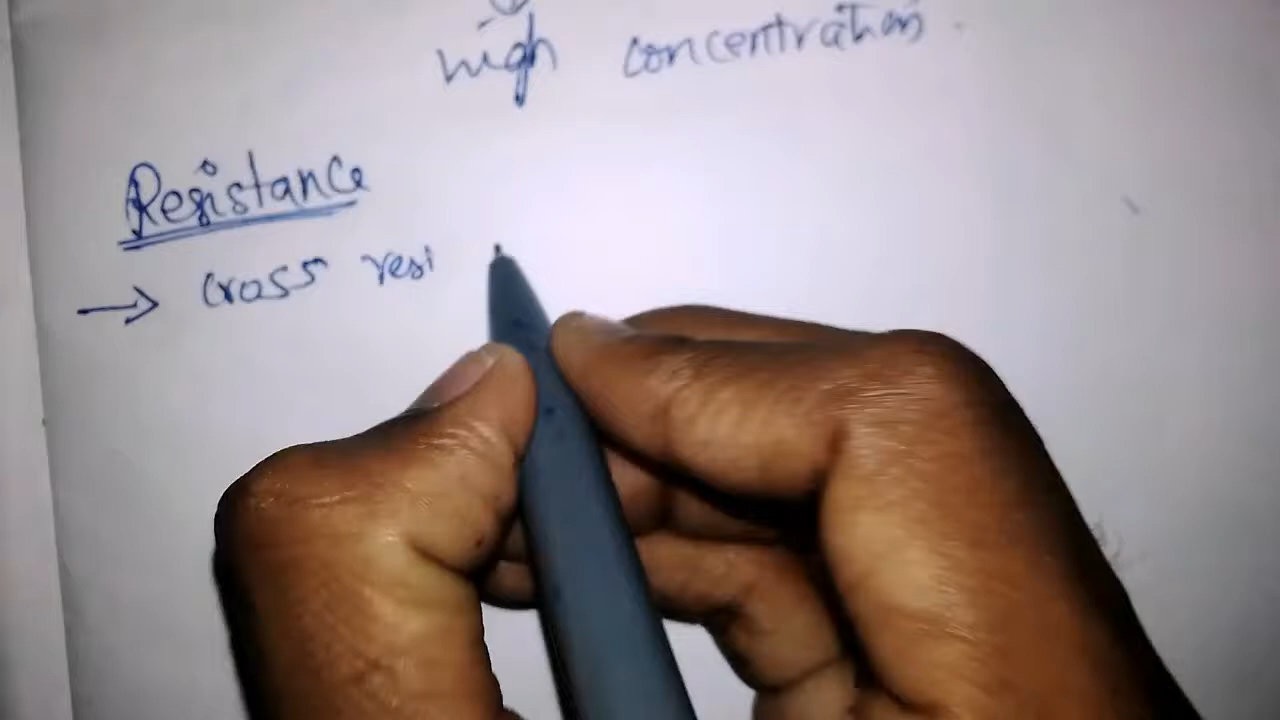 high concentration.
Resistance
→ cross resi